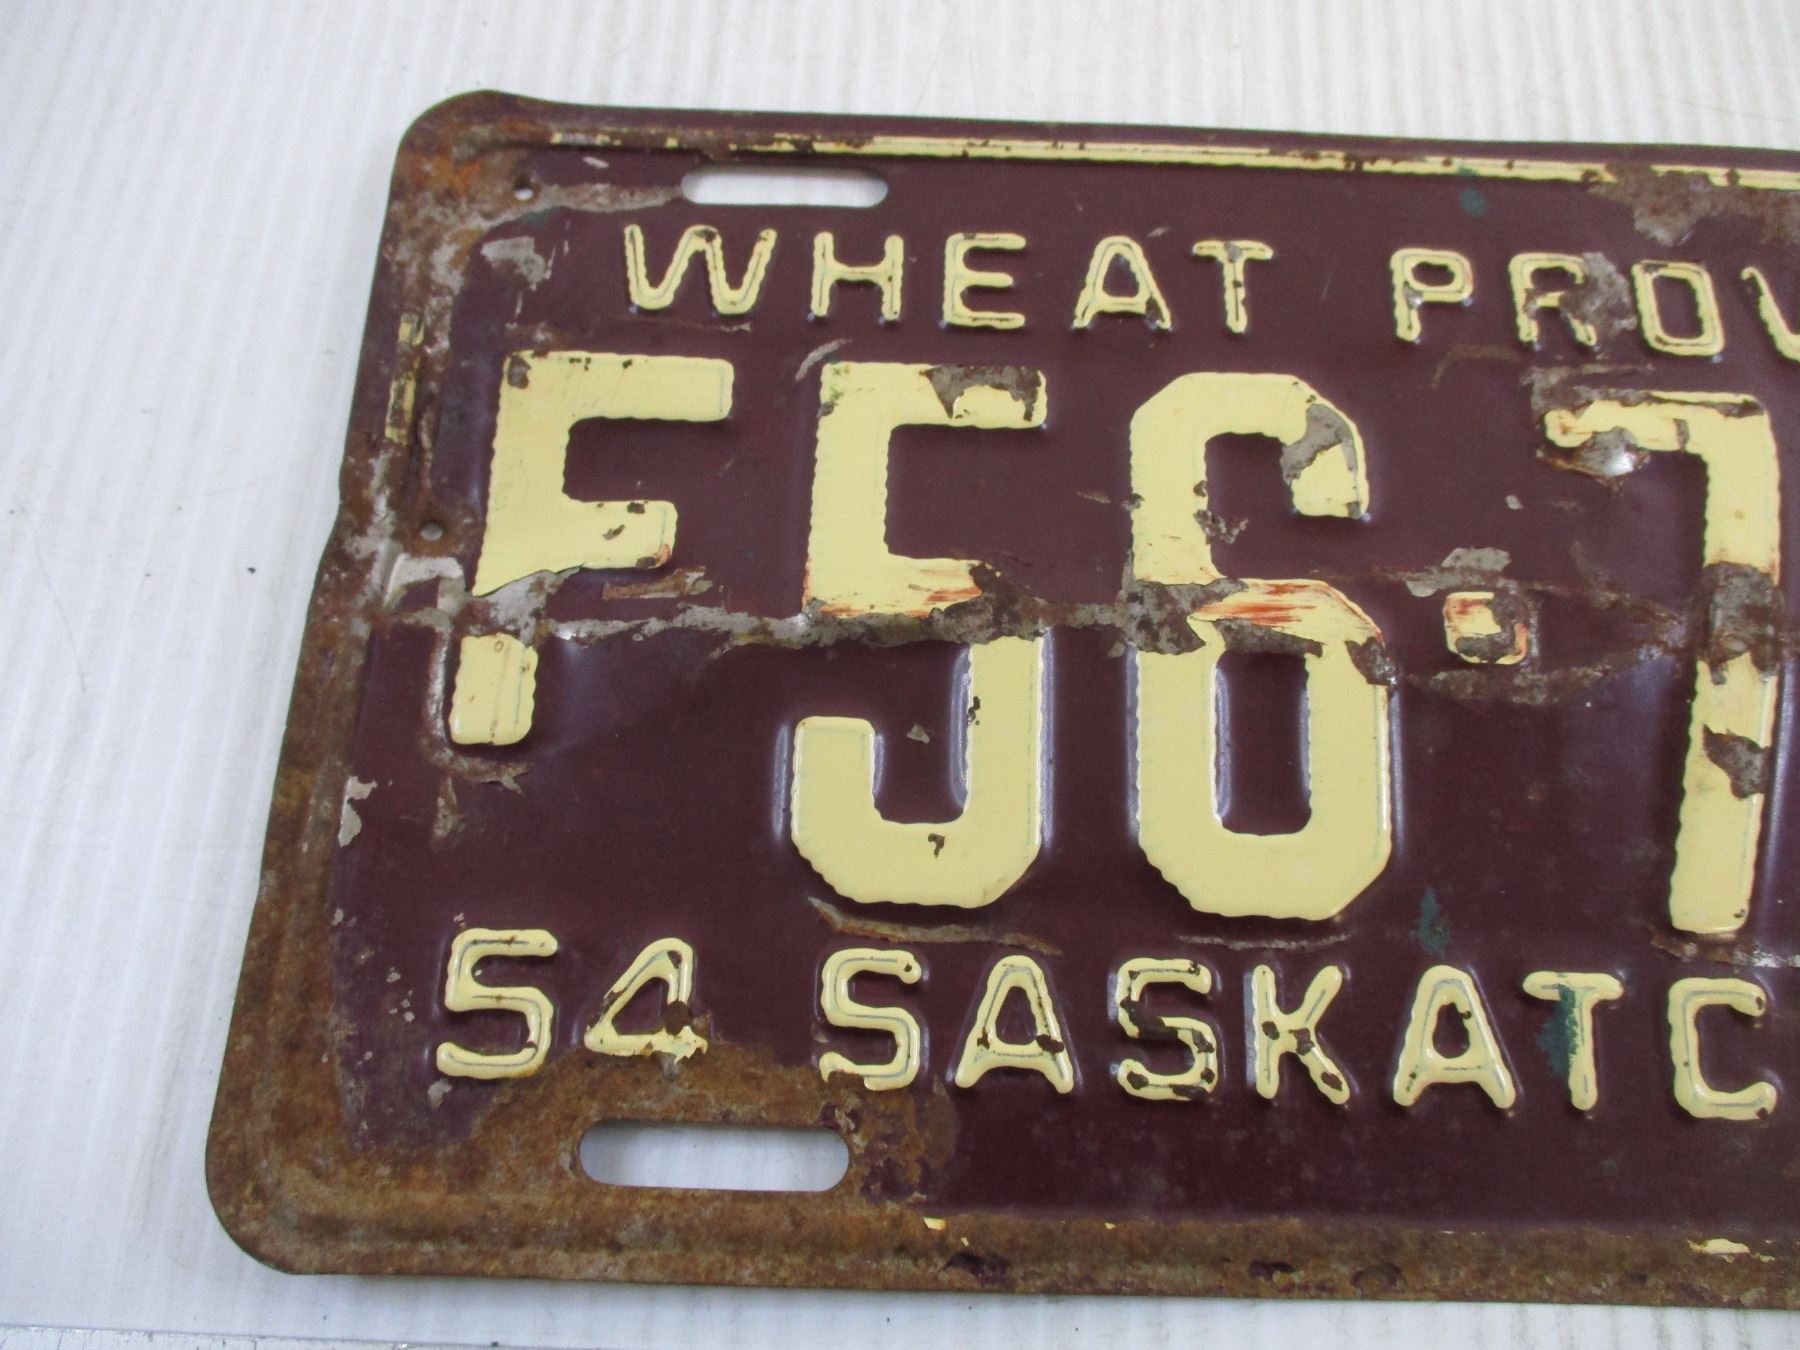 WHEAT PROV
F56·7
54 SASKATC